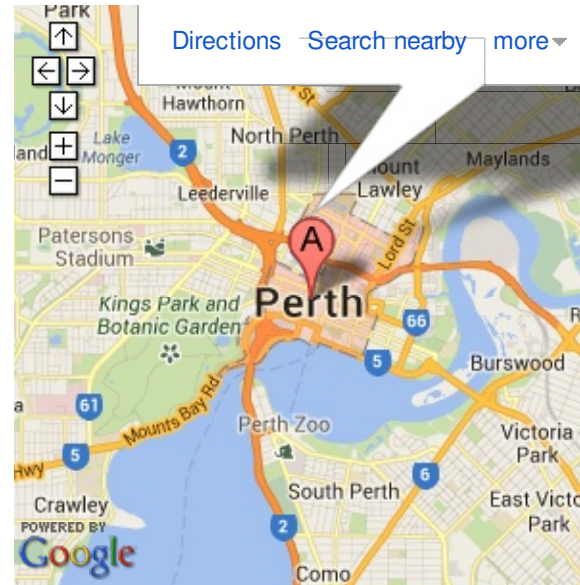 Park
Directions Search nearby more
Mount
Hawthorn
St
North Perth
Lake
Monger
2
Mount
Lawley
Maylands
Leederville
Lord St
Patersons
Stadium
A
Kings Park and
Botanic Garden
Perth
66
5
Burswood
61
Mounts Bay Rd
Perth Zoo
Victoria
Park
5
Hwy
6
South Perth
East Victo
Park
Crawley
2
POWERED BY
Google
Como